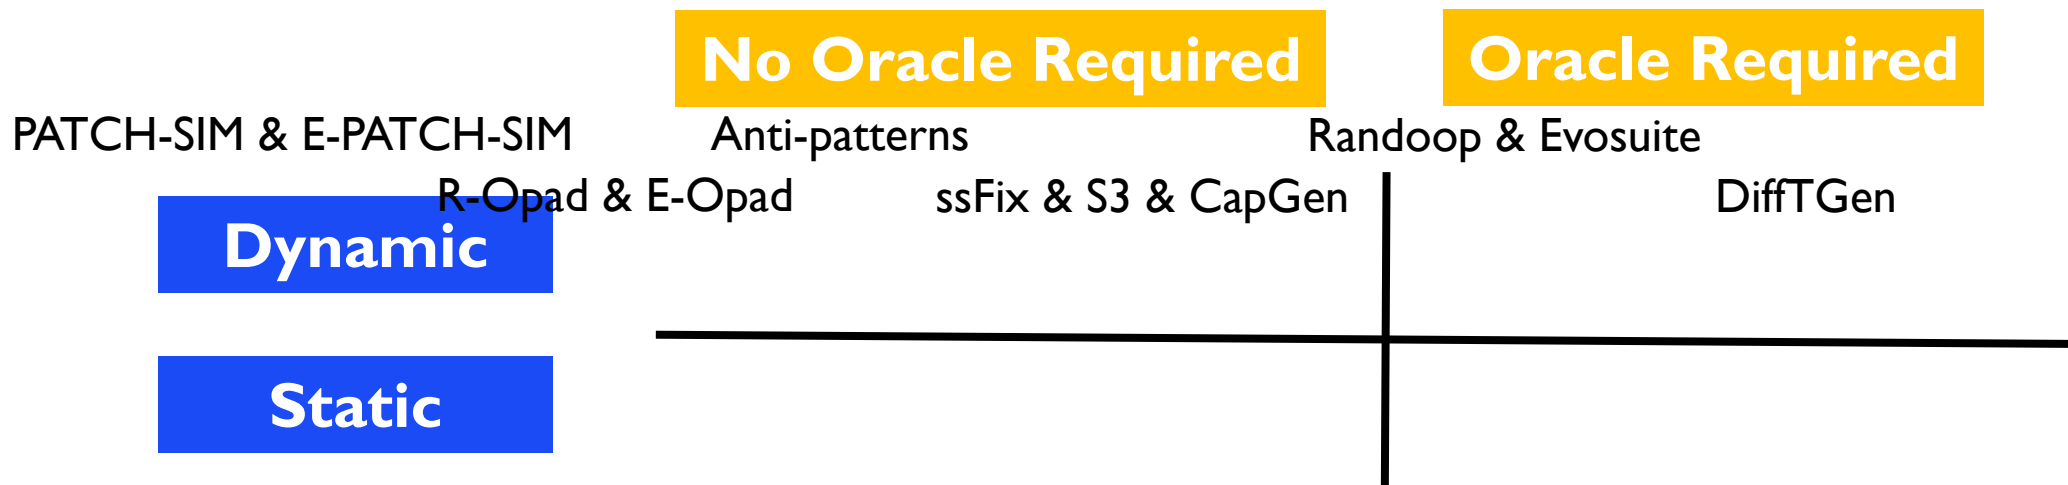 No Oracle Required
Oracle Required
PATCH-SIM & E-PATCH-SIM
Anti-patterns
Randoop & Evosuite
R-Opad & E-Opad
ssFix & S3 & CapGen
DiffTGen
Dynamic
Static